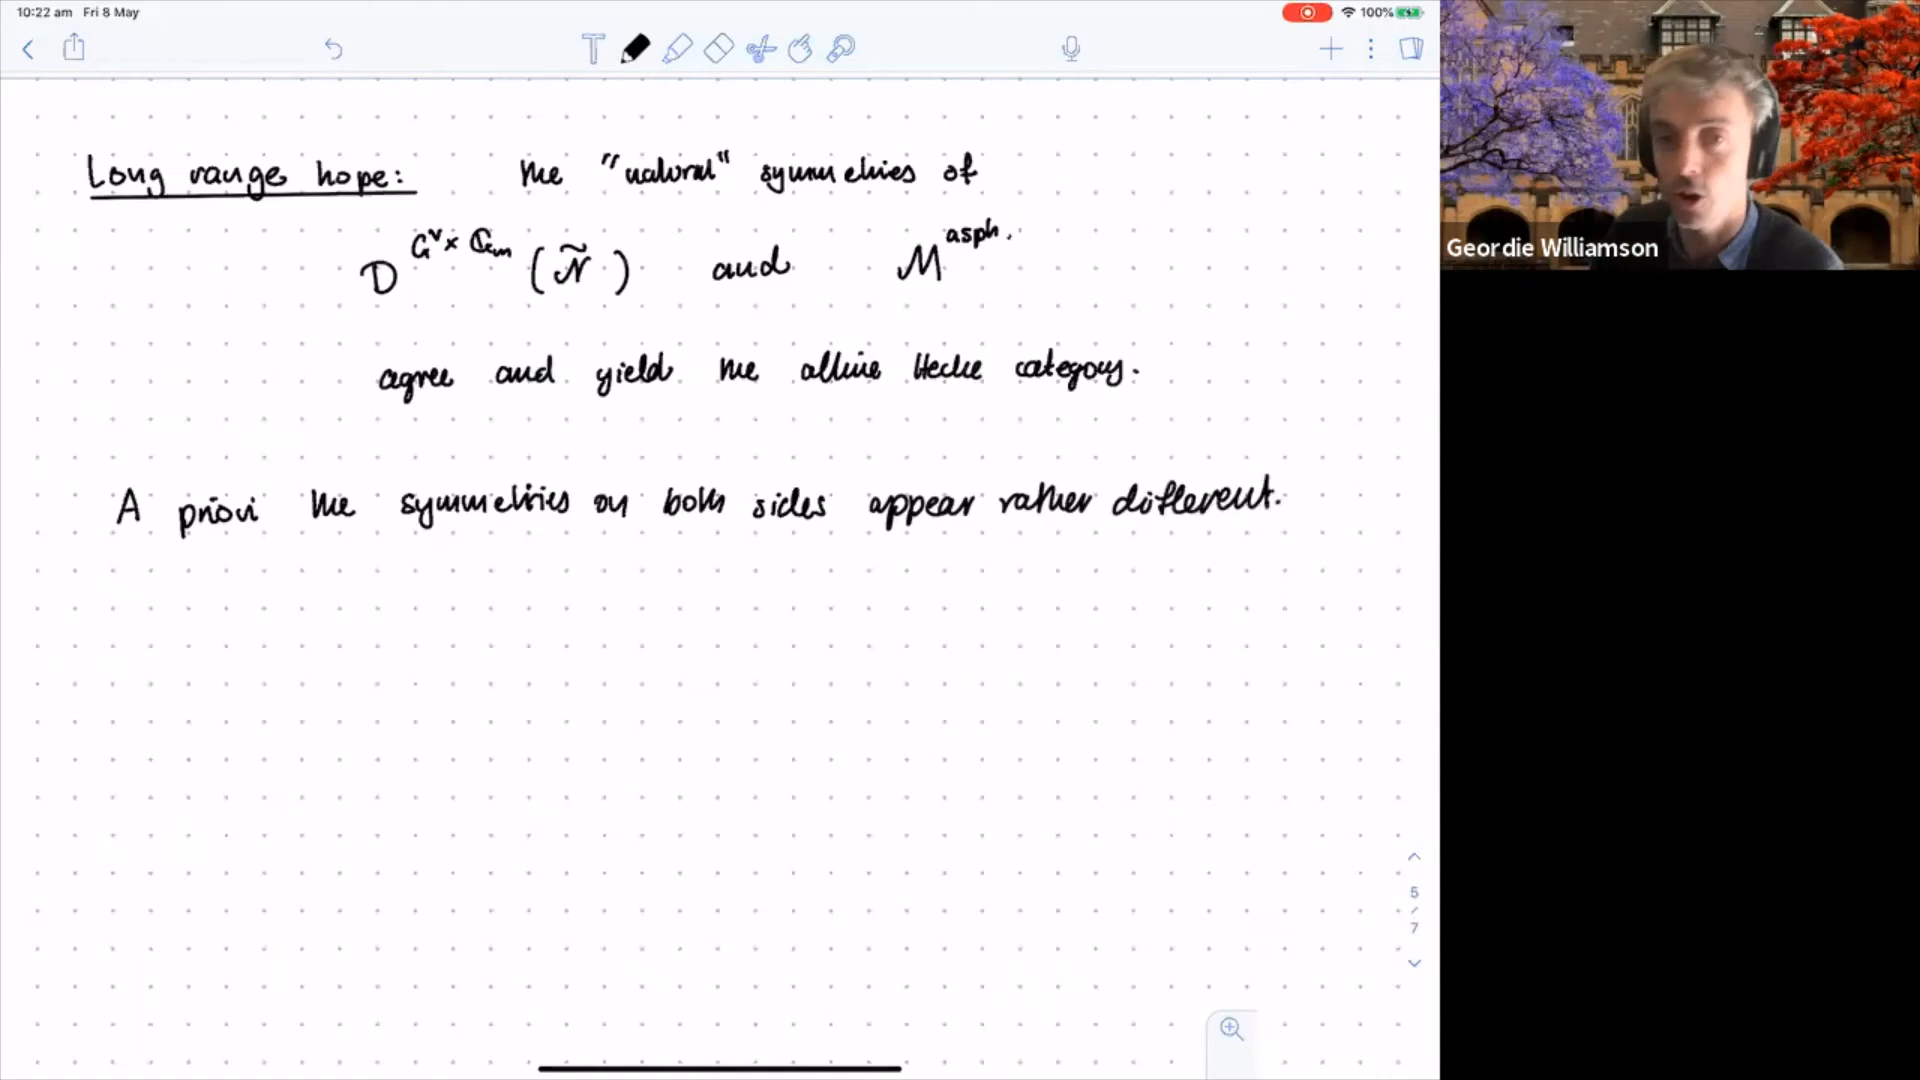 10:22 am Fri 8 May
100%
Long range hope: the "natural" symmetries of
D^{G^∨ × G_m}(Ñ) and M^{asph.}
agree and yield the affine Hecke category.
A priori the symmetries on both sides appear rather different.
5
/
7
Geordie Williamson